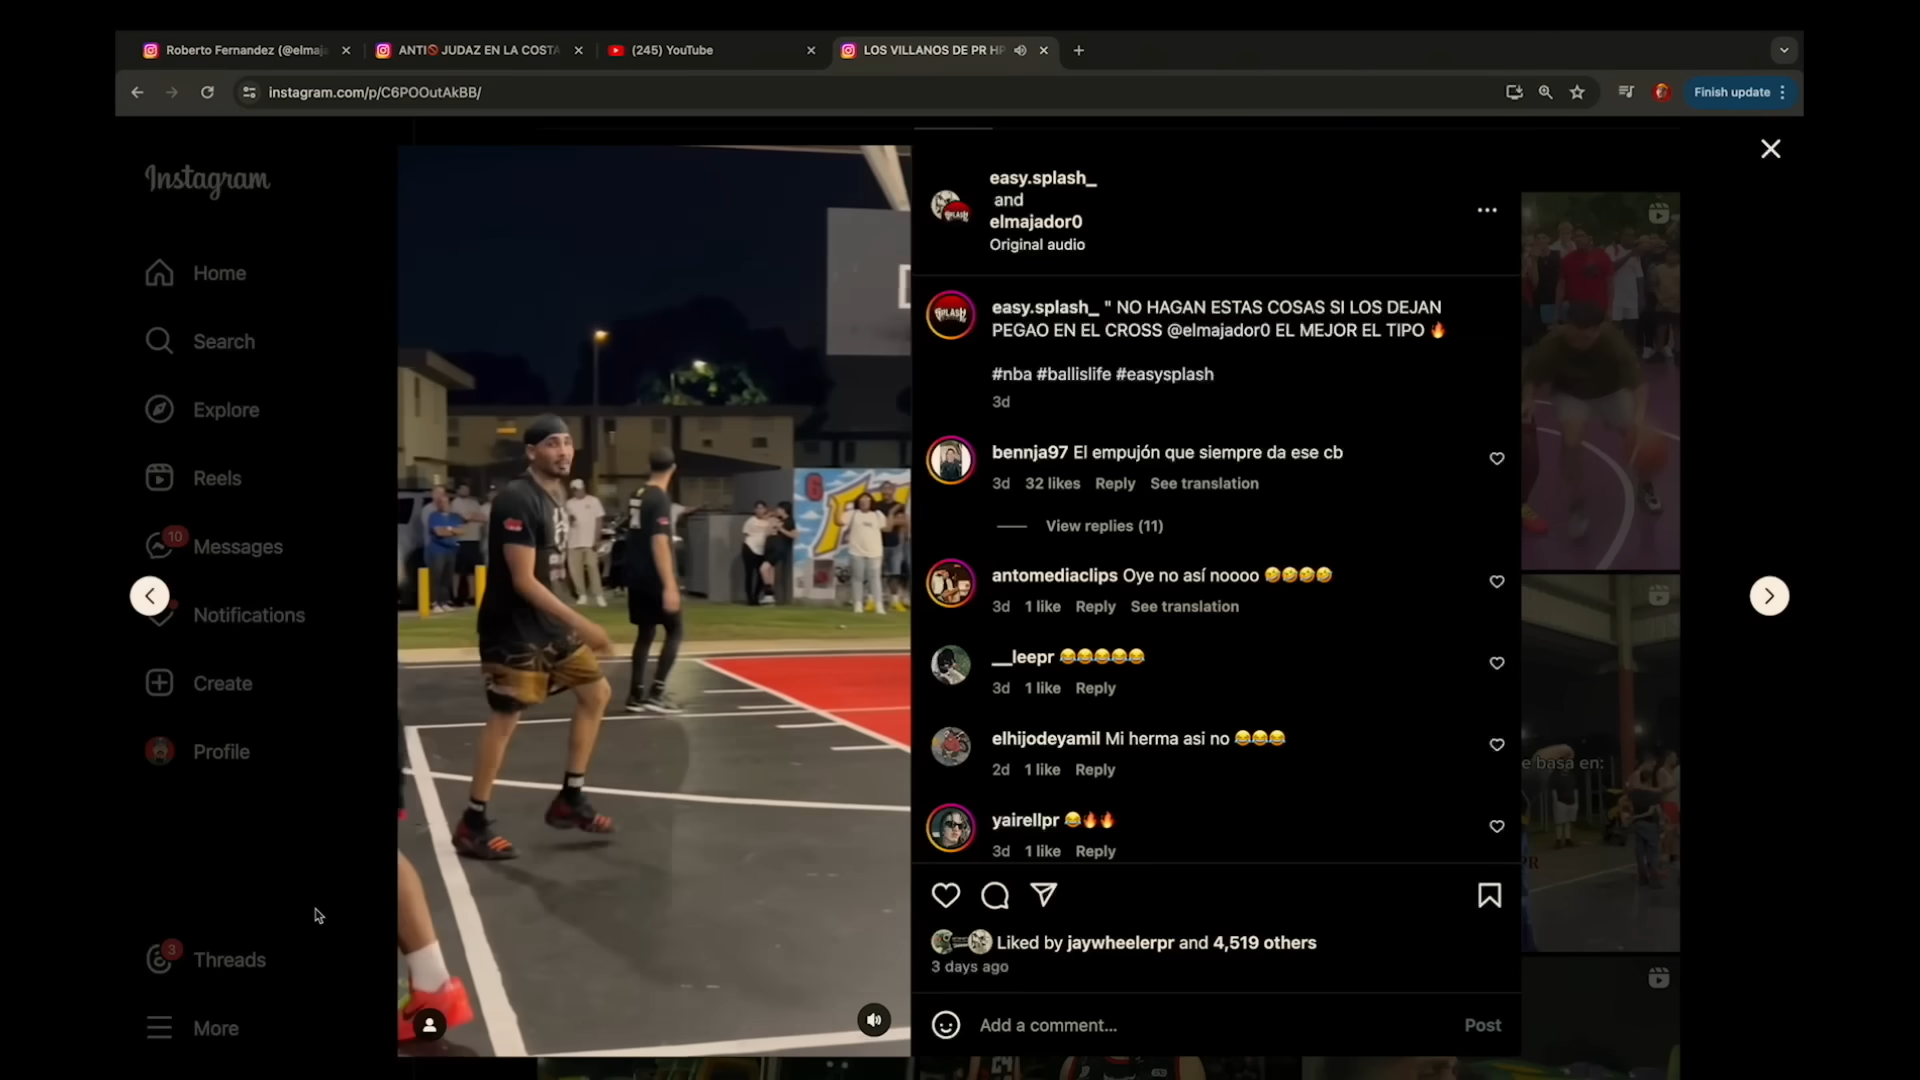 Roberto Fernandez (@elmaja
ANTI🚫 JUDAZ EN LA COSTA
(245) YouTube
LOS VILLANOS DE PR HP
instagram.com/p/C6POOutAkBB/
Finish update
Instagram
Home
Search
Explore
Reels
10
Messages
Notifications
Create
Profile
3
Threads
More
easy.splash_
and
elmajador0
Original audio
SPLASH
easy.splash_ " NO HAGAN ESTAS COSAS SI LOS DEJAN
PEGAO EN EL CROSS @elmajador0 EL MEJOR EL TIPO 🔥
#nba #ballislife #easysplash
3d
bennja97 El empujón que siempre da ese cb
3d 32 likes Reply See translation
View replies (11)
antomediaclips Oye no así noooo 🤣🤣🤣🤣
3d 1 like Reply See translation
__leepr 😂😂😂😂😂
3d 1 like Reply
elhijodeyamil Mi herma asi no 😂😂😂
2d 1 like Reply
yairellpr 😂🔥🔥
3d 1 like Reply
Liked by jaywheelerpr and 4,519 others
3 days ago
Add a comment...
Post
e basa en:
6